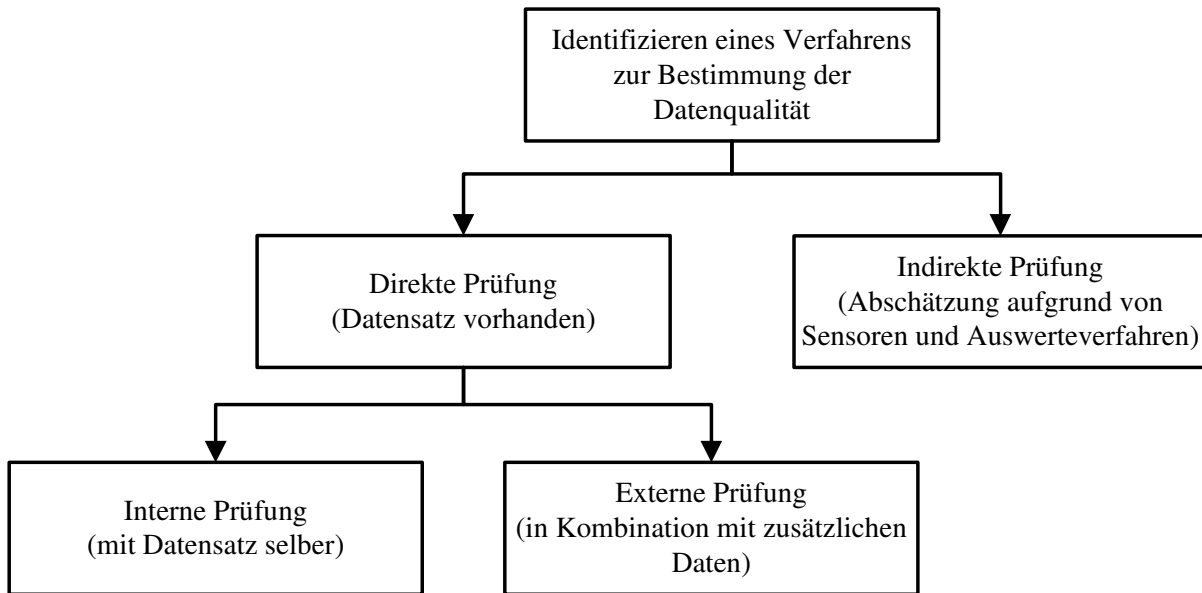 Identifizieren eines Verfahrens
zur Bestimmung der
Datenqualität
Direkte Prüfung
(Datensatz vorhanden)
Indirekte Prüfung
(Abschätzung aufgrund von
Sensoren und Auswerteverfahren)
Interne Prüfung
(mit Datensatz selber)
Externe Prüfung
(in Kombination mit zusätzlichen
Daten)